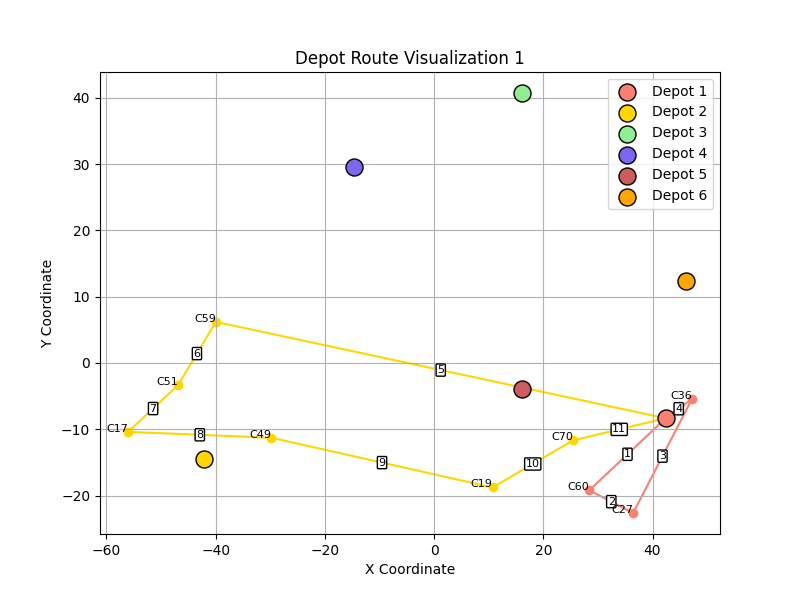 Depot Route Visualization 1
Depot 1
Depot 2
Depot 3
Depot 4
Depot 5
Depot 6
Y Coordinate
40
30
20
10
0
−10
−20
C59
C51
C17
C49
C19
C70
C60
C27
C36
1
2
3
4
5
6
7
8
9
10
11
−60
−40
−20
0
20
40
X Coordinate